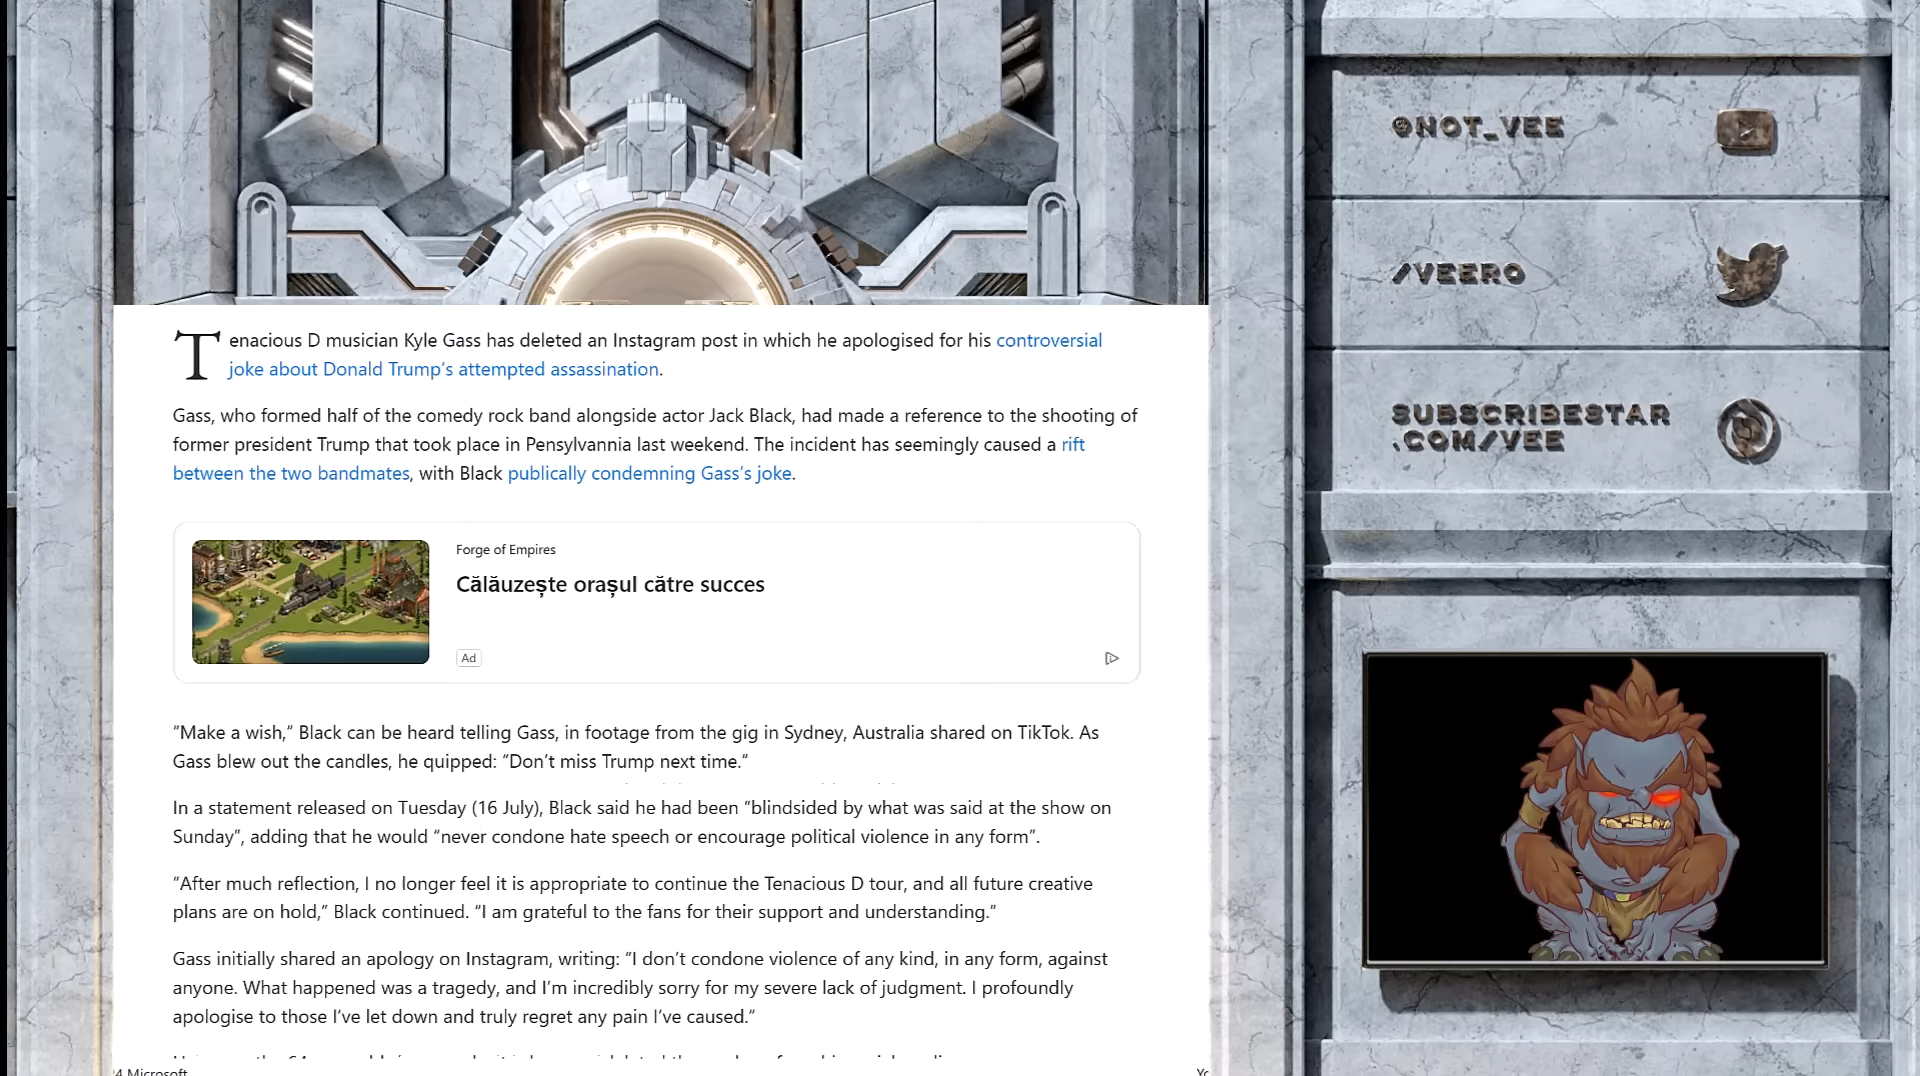 Tenacious D musician Kyle Gass has deleted an Instagram post in which he apologised for his controversial
joke about Donald Trump’s attempted assassination.
Gass, who formed half of the comedy rock band alongside actor Jack Black, had made a reference to the shooting of
former president Trump that took place in Pensylvannia last weekend. The incident has seemingly caused a rift
between the two bandmates, with Black publically condemning Gass’s joke.
Forge of Empires
Călăuzește orașul către succes
Ad
“Make a wish,” Black can be heard telling Gass, in footage from the gig in Sydney, Australia shared on TikTok. As
Gass blew out the candles, he quipped: “Don’t miss Trump next time.”
In a statement released on Tuesday (16 July), Black said he had been “blindsided by what was said at the show on
Sunday”, adding that he would “never condone hate speech or encourage political violence in any form”.
“After much reflection, I no longer feel it is appropriate to continue the Tenacious D tour, and all future creative
plans are on hold,” Black continued. “I am grateful to the fans for their support and understanding.”
Gass initially shared an apology on Instagram, writing: “I don’t condone violence of any kind, in any form, against
anyone. What happened was a tragedy, and I’m incredibly sorry for my severe lack of judgment. I profoundly
apologise to those I’ve let down and truly regret any pain I’ve caused.”
4 Microsoft
@NOT_VEE
/VEERO
SUBSCRIBESTAR
.COM/VEE